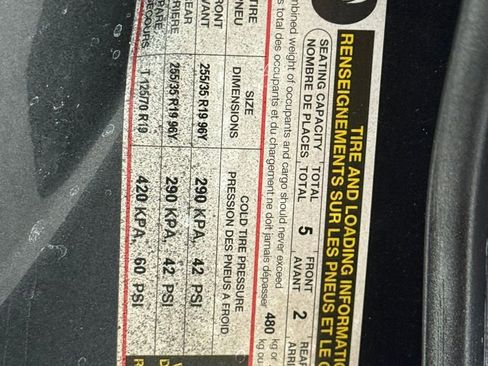 TIRE AND LOADING INFORMATIO
RENSEIGNEMENTS SUR LES PNEUS ET LE C
SEATING CAPACITY TOTAL 5 FRONT 2 REAR
NOMBRE DE PLACES TOTAL AVANT ARRI
mbined weight of occupants and cargo should never exceed 480 kg or
s total des occupants et du chargement ne doit jamais dépasser kg ou
TIRE SIZE COLD TIRE PRESSURE
PNEU DIMENSIONS PRESSION DES PNEUS A FROID
FRONT 255/35 R19 96Y 290 KPA, 42 PSI
AVANT
REAR 255/35 R19 96Y 290 KPA, 42 PSI
RRIERE
SPARE, T 125/70 R19 420 KPA, 60 PSI
SECOURS